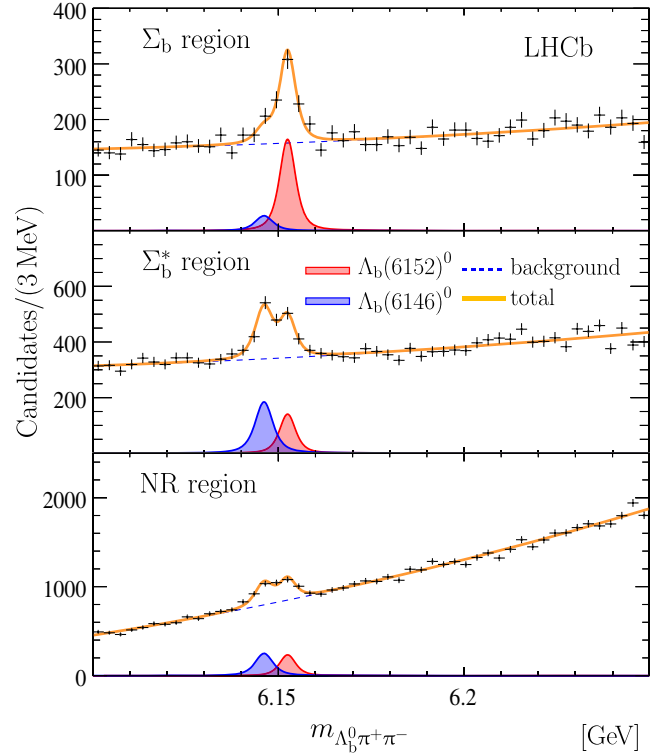 Σb region
LHCb
400
300
200
100
Σb* region
Λb(6152)⁰
background
Λb(6146)⁰
total
600
400
200
NR region
2000
1000
0
6.15
6.2
Candidates/(3 MeV)
mΛb⁰π⁺π⁻
[GeV]